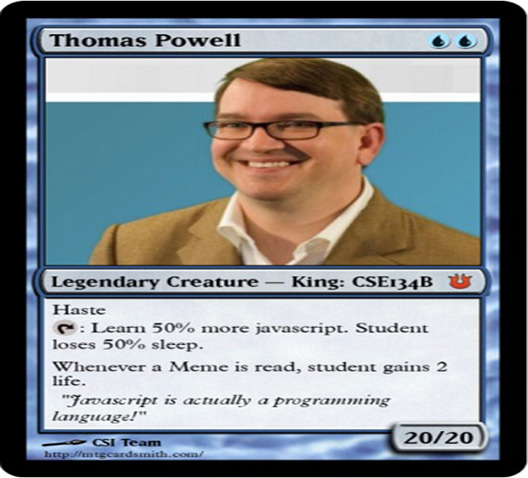 Thomas Powell
Legendary Creature — King: CSE134B
Haste
: Learn 50% more javascript. Student
loses 50% sleep.
Whenever a Meme is read, student gains 2
life.
"Javascript is actually a programming
language!"
20/20
CSI Team
http://mtgcardsmith.com/